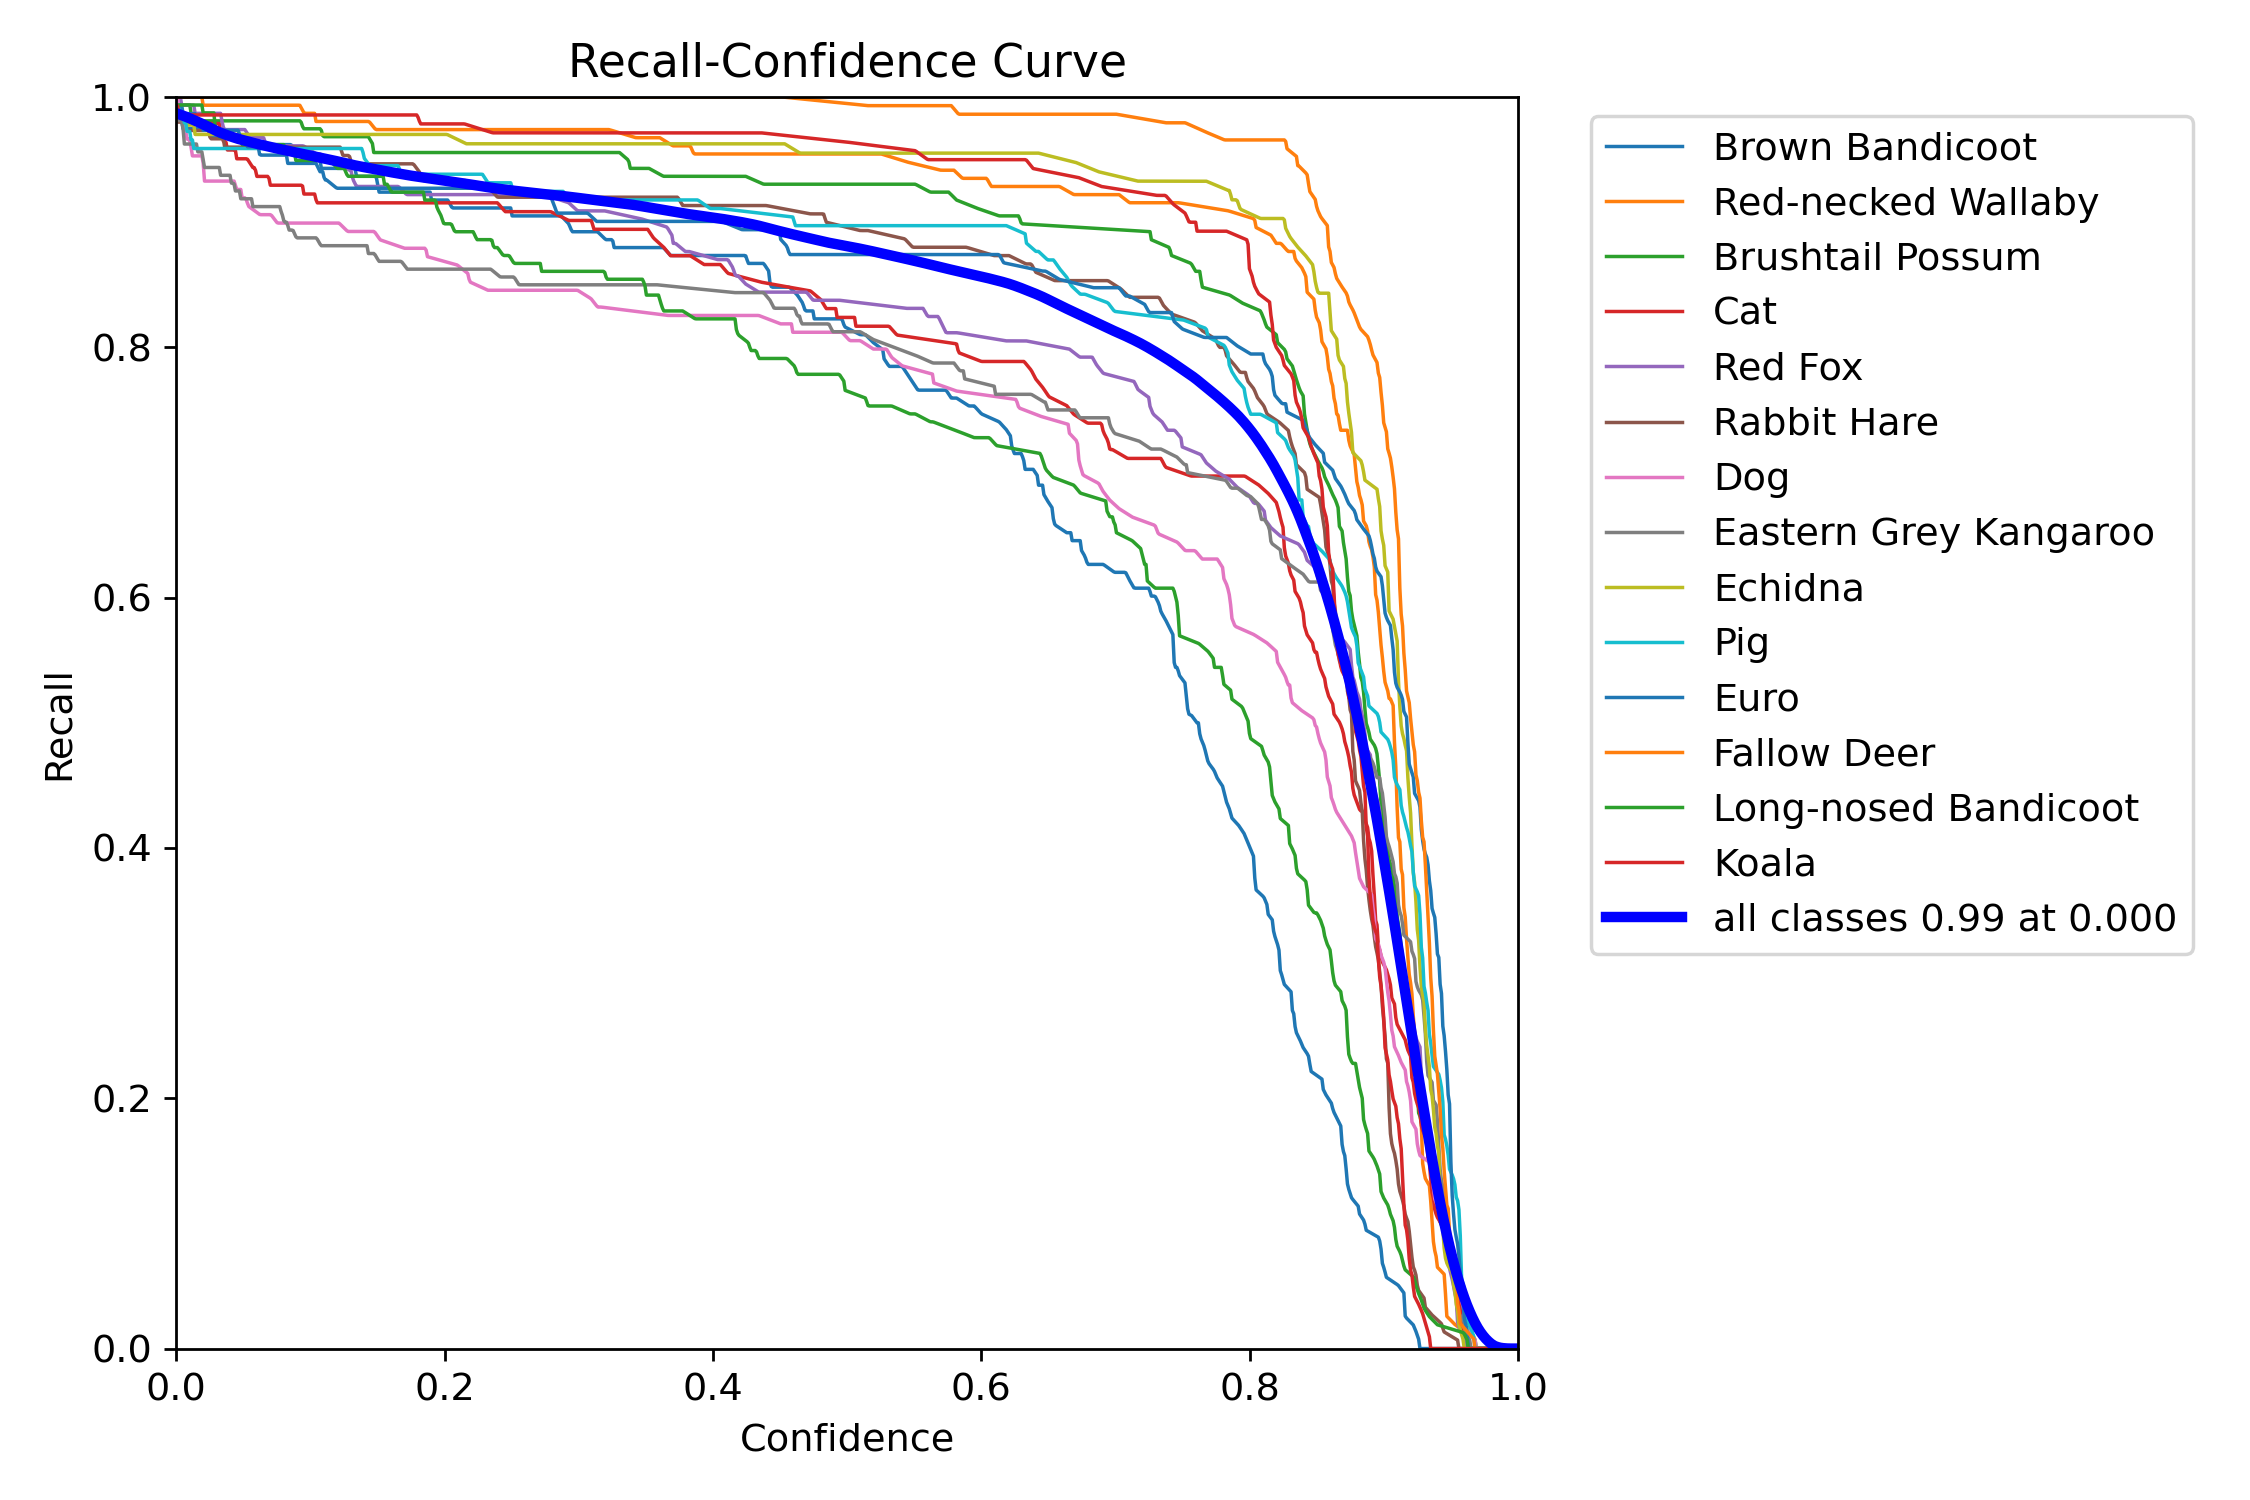 Recall-Confidence Curve
1.0
0.8
0.6
0.4
0.2
0.0
Recall
0.0 0.2 0.4 0.6 0.8 1.0
Confidence
Brown Bandicoot
Red-necked Wallaby
Brushtail Possum
Cat
Red Fox
Rabbit Hare
Dog
Eastern Grey Kangaroo
Echidna
Pig
Euro
Fallow Deer
Long-nosed Bandicoot
Koala
all classes 0.99 at 0.000